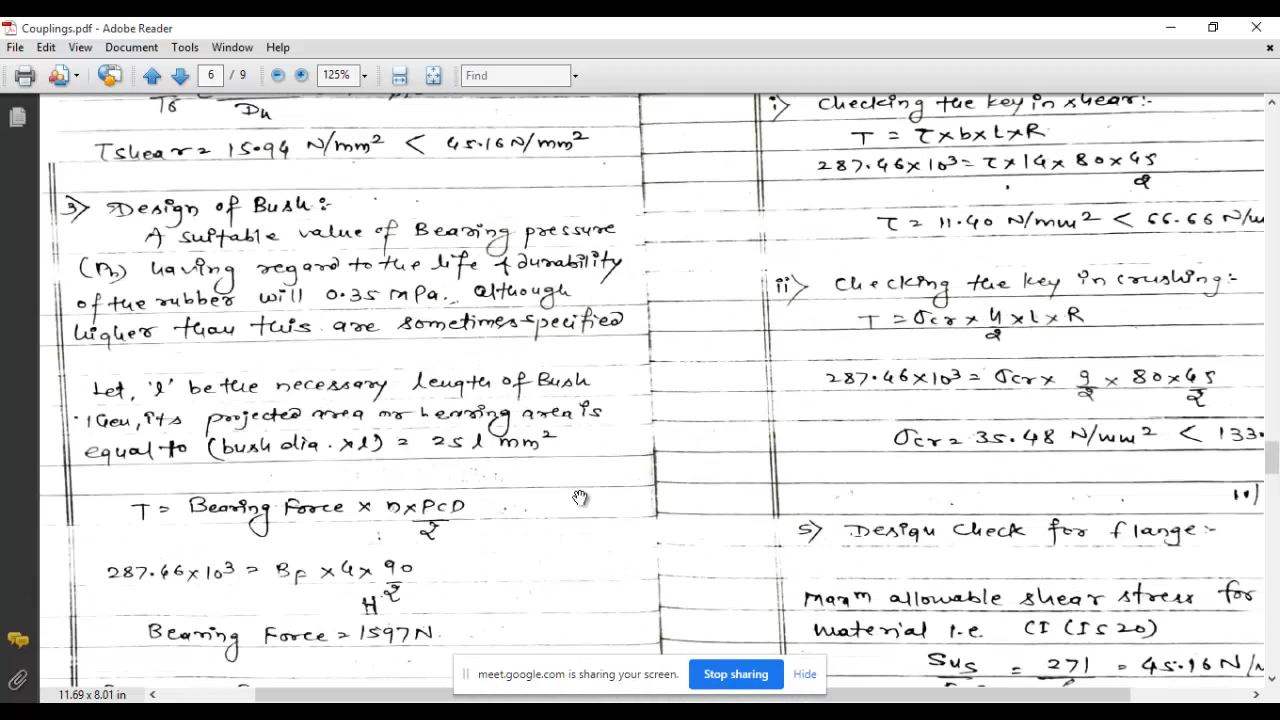 Couplings.pdf - Adobe Reader
File Edit View Document Tools Window Help
6 / 9 125% Find
Dh
Tshear = 15.94 N/mm² < 45.16 N/mm²
3) Design of Bush:-
A suitable value of Bearing pressure
(Pb) having regard to the life & durability
of the rubber will 0.35 MPa. although
higher than this are sometimes specified
Let, 'l' be the necessary length of Bush
its projected area or bearing area is
equal to (bush dia. x l) = 25 l mm²
T = Bearing Force x n x PCD
2
287.46 x 10³ = BF x 4 x 90
2
H
Bearing Force = 1597 N.
i) Checking the key in shear:-
T = τ x b x L x R
287.46 x 10³ = τ x 14 x 80 x 45
2
τ = 11.40 N/mm² < 66.66 N/m
ii) Checking the key in crushing:-
T = σcr x h x L x R
2
287.46 x 10³ = σcr x 9 x 80 x 45
2 2
σcr = 35.48 N/mm² < 133.
5) Design Check for flange:-
Maxm allowable shear stress for
material i.e. CI (IS 20)
Sus = 271 = 45.16 N/
meet.google.com is sharing your screen. Stop sharing Hide
11.69 x 8.01 in